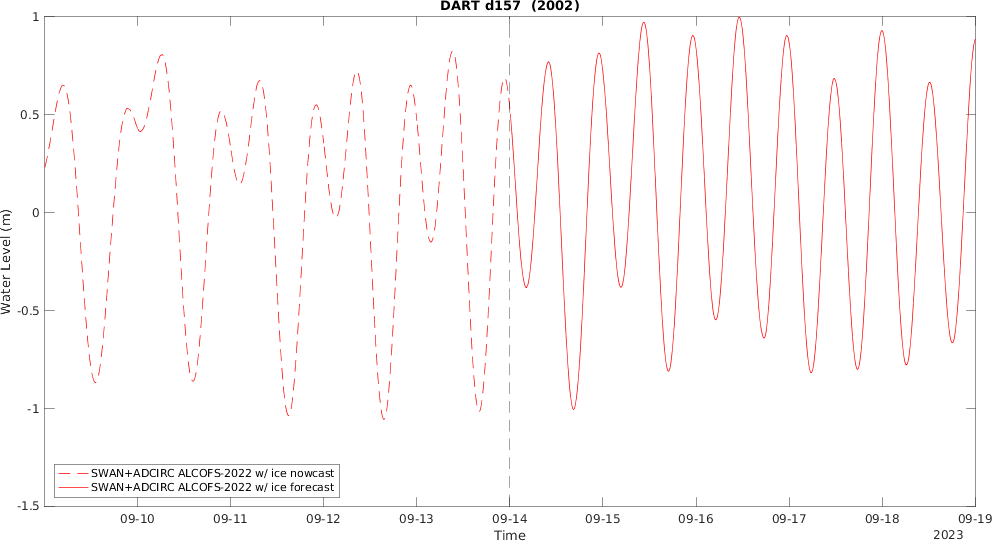 DART d157 (2002)
Water Level (m)
1
0.5
0
-0.5
-1
-1.5
SWAN+ADCIRC ALCOFS-2022 w/ ice nowcast
SWAN+ADCIRC ALCOFS-2022 w/ ice forecast
09-10 09-11 09-12 09-13 09-14 09-15 09-16 09-17 09-18 09-19
Time
2023